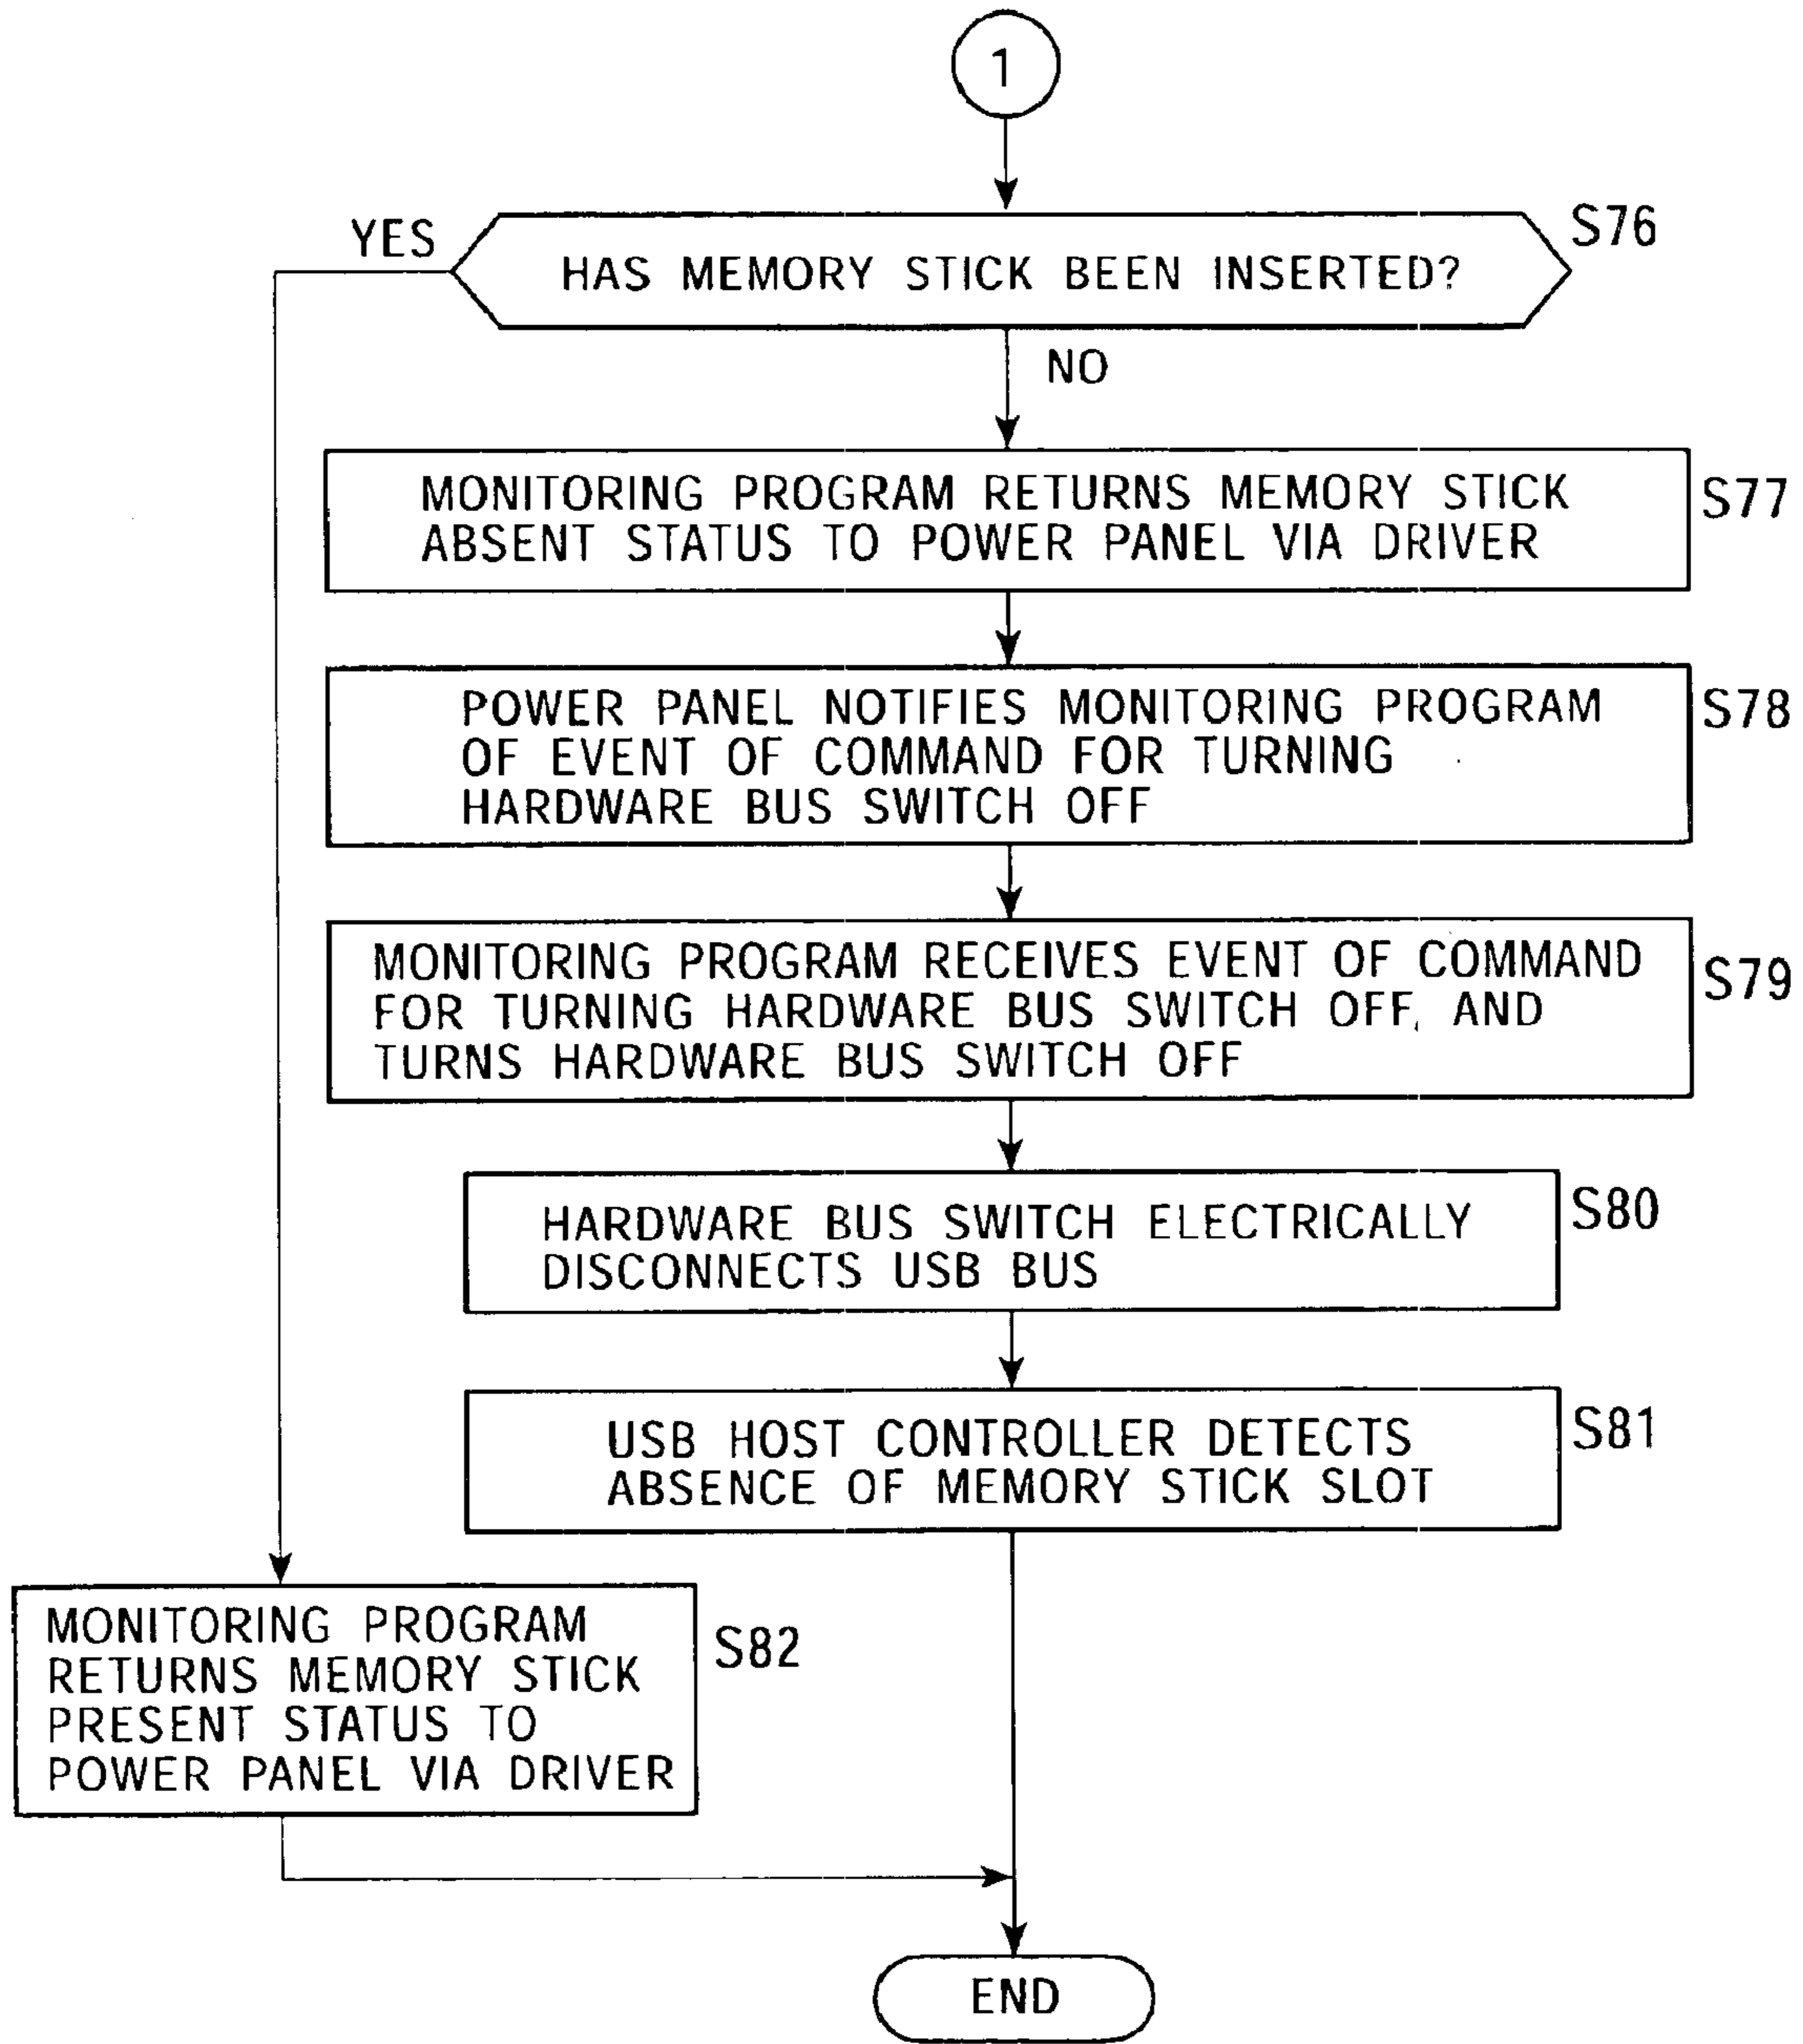 1
YES
HAS MEMORY STICK BEEN INSERTED?
S76
NO
MONITORING PROGRAM RETURNS MEMORY STICK
ABSENT STATUS TO POWER PANEL VIA DRIVER
S77
POWER PANEL NOTIFIES MONITORING PROGRAM
OF EVENT OF COMMAND FOR TURNING
HARDWARE BUS SWITCH OFF
S78
MONITORING PROGRAM RECEIVES EVENT OF COMMAND
FOR TURNING HARDWARE BUS SWITCH OFF, AND
TURNS HARDWARE BUS SWITCH OFF
S79
HARDWARE BUS SWITCH ELECTRICALLY
DISCONNECTS USB BUS
S80
USB HOST CONTROLLER DETECTS
ABSENCE OF MEMORY STICK SLOT
S81
MONITORING PROGRAM
RETURNS MEMORY STICK
PRESENT STATUS TO
POWER PANEL VIA DRIVER
S82
END